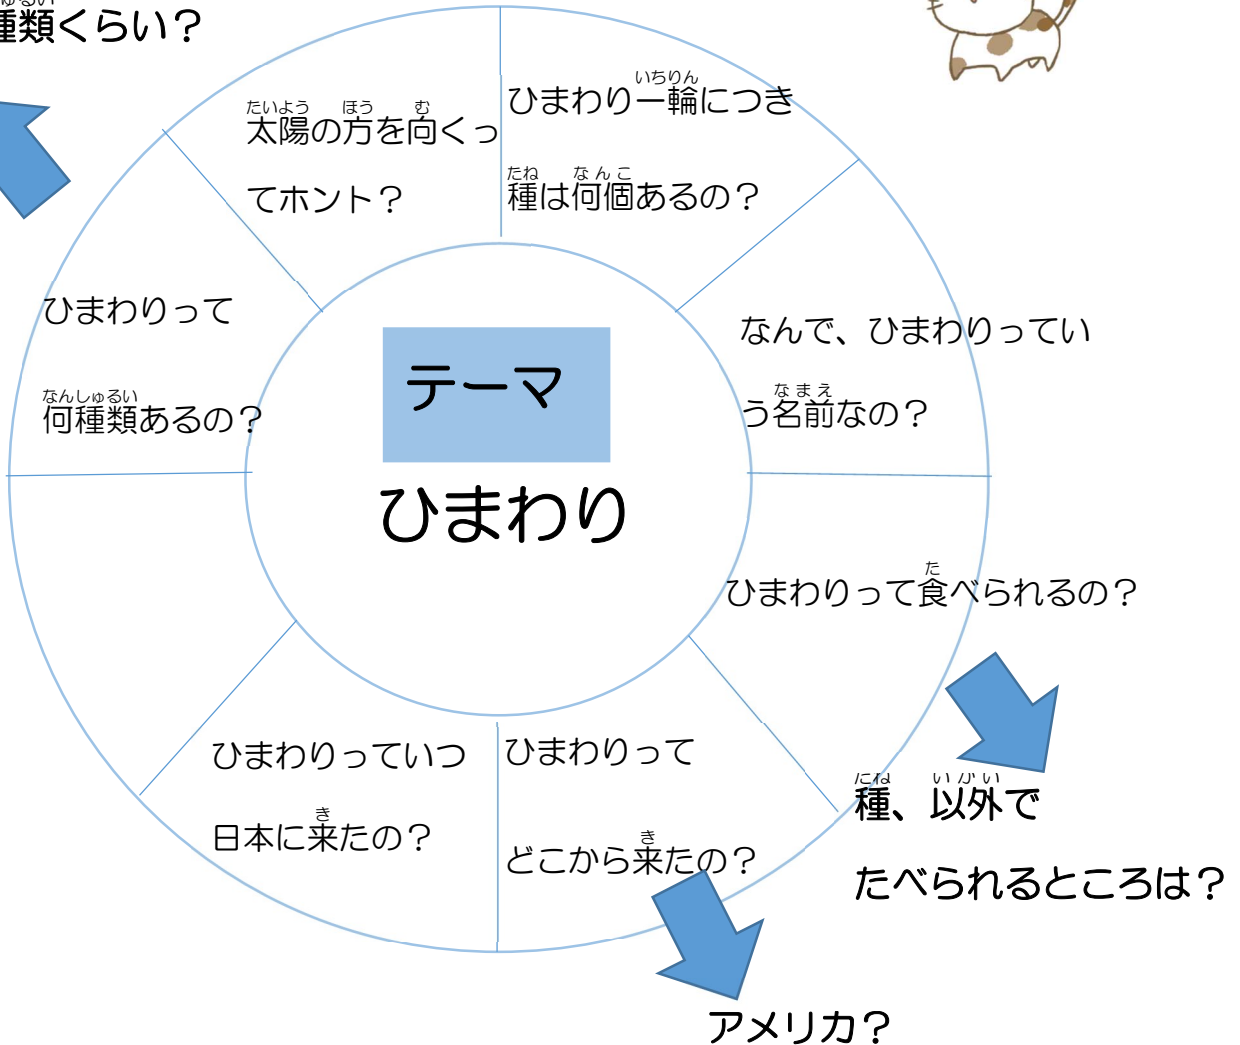 種類くらい？
太陽の方を向くっ
てホント？
ひまわり一輪につき
種は何個あるの？
ひまわりって
何種類あるの？
なんで、ひまわりってい
う名前なの？
テーマ
ひまわり
ひまわりって食べられるの？
ひまわりっていつ
日本に来たの？
ひまわりって
どこから来たの？
種、以外で
たべられるところは？
アメリカ？